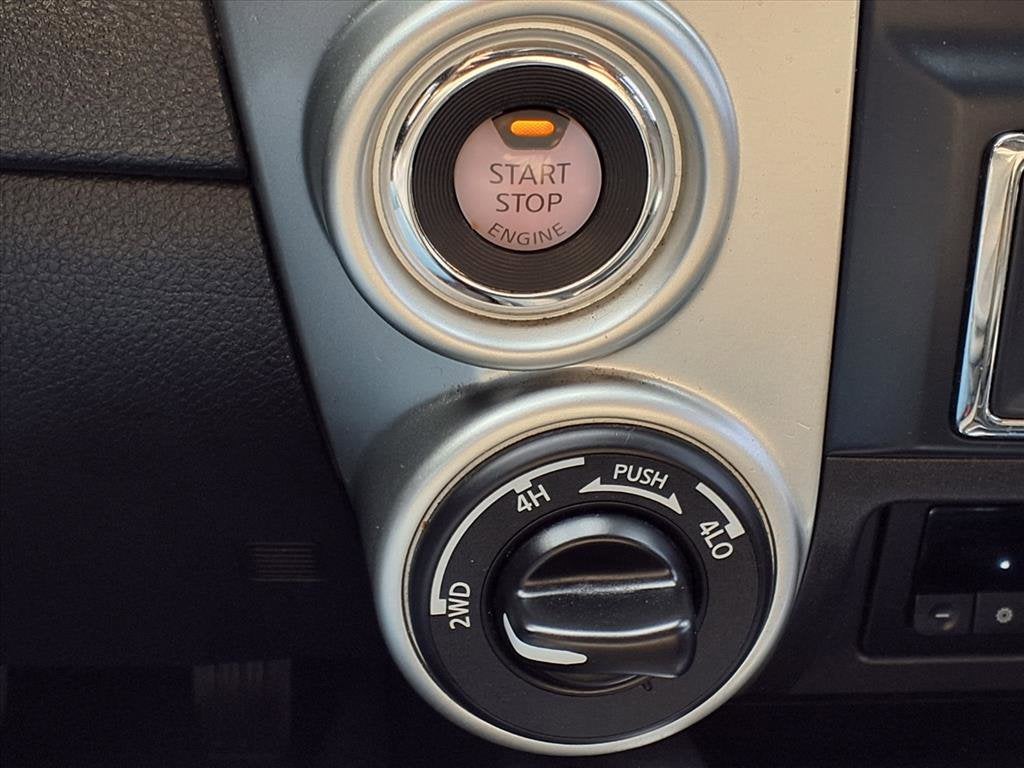 START
STOP
ENGINE
PUSH
4H
4LO
2WD
-